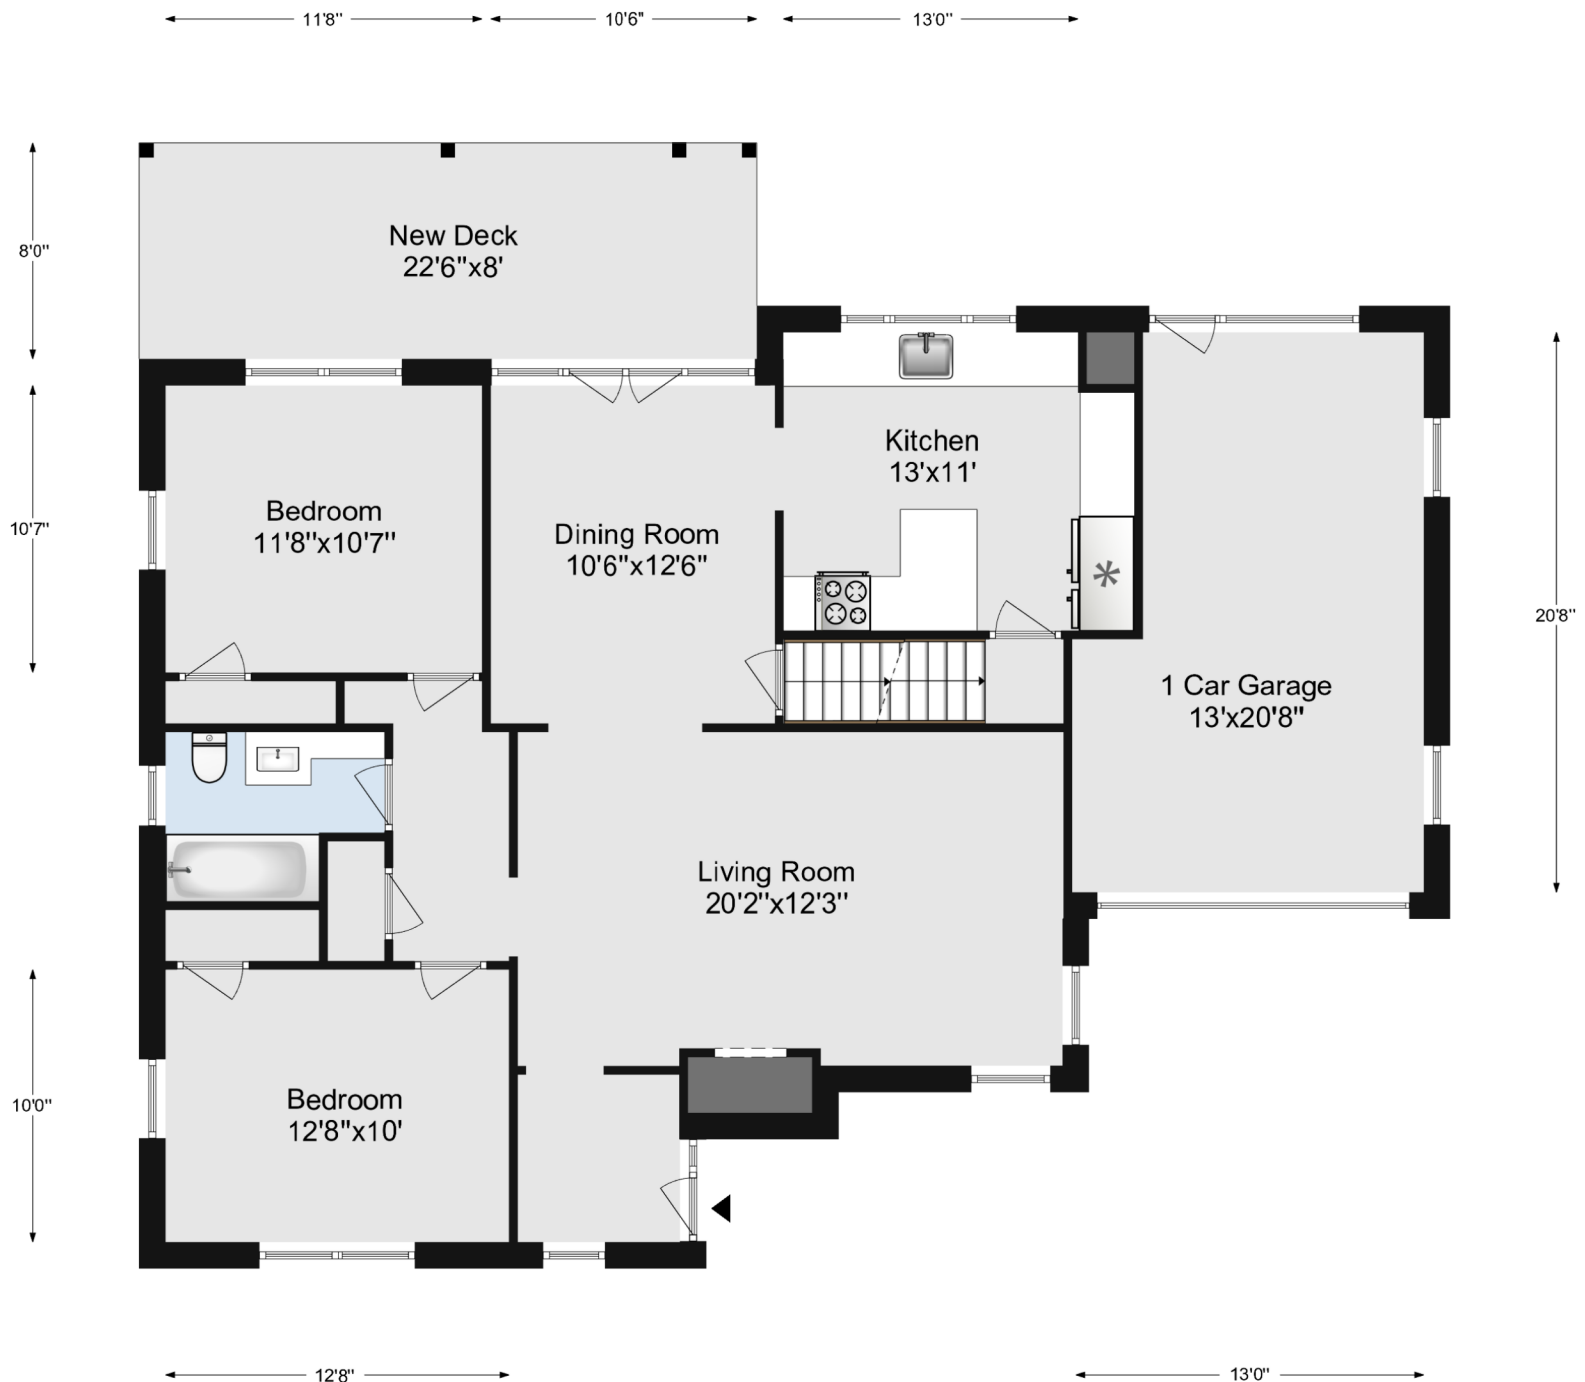 11'8"
10'6"
13'0"
New Deck
22'6"x8'
8'0"
Kitchen
13'x11'
Bedroom
11'8"x10'7"
10'7"
Dining Room
10'6"x12'6"
20'8"
1 Car Garage
13'x20'8"
Living Room
20'2"x12'3"
Bedroom
12'8"x10'
10'0"
12'8"
13'0"